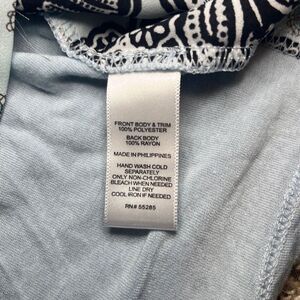 FRONT BODY & TRIM
100% POLYESTER
BACK BODY
100% RAYON
MADE IN PHILIPPINES
HAND WASH COLD
SEPARATELY
ONLY NON-CHLORINE
BLEACH WHEN NEEDED
LINE DRY
COOL IRON IF NEEDED
RN# 55285